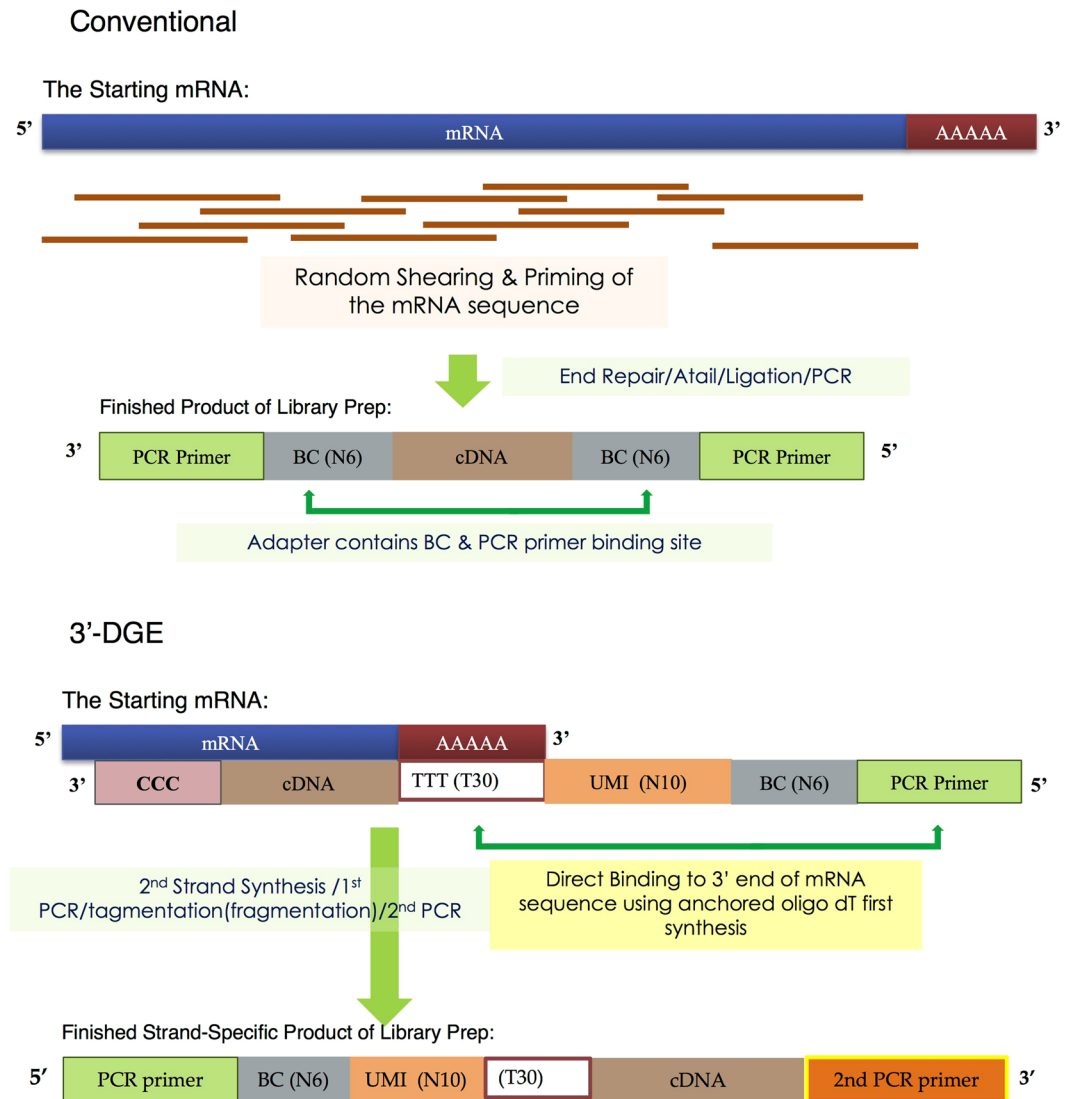 Conventional
The Starting mRNA:
5’ mRNA AAAAA 3’
Random Shearing & Priming of
the mRNA sequence
End Repair/Atail/Ligation/PCR
Finished Product of Library Prep:
3’ PCR Primer BC (N6) cDNA BC (N6) PCR Primer 5’
Adapter contains BC & PCR primer binding site
3’-DGE
The Starting mRNA:
5’ mRNA AAAAA 3’
3’ CCC cDNA TTT (T30) UMI (N10) BC (N6) PCR Primer 5’
2nd Strand Synthesis /1st
PCR/tagmentation(fragmentation)/2nd PCR
Direct Binding to 3’ end of mRNA
sequence using anchored oligo dT first
synthesis
Finished Strand-Specific Product of Library Prep:
5’ PCR primer BC (N6) UMI (N10) (T30) cDNA 2nd PCR primer 3’